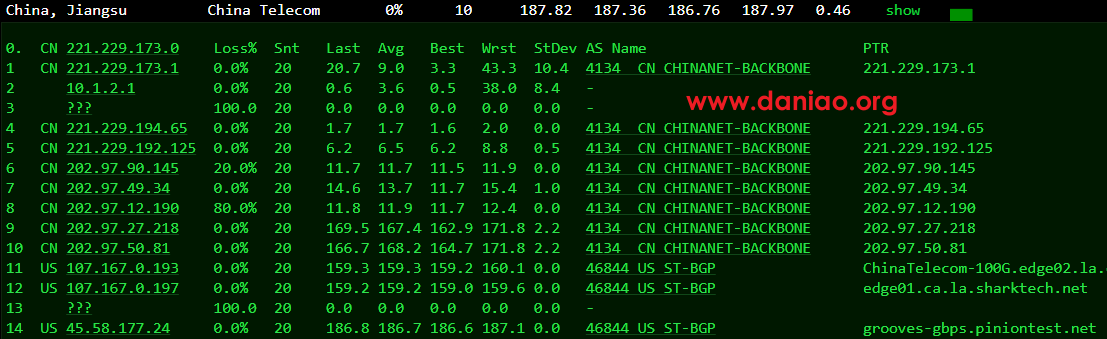 China, Jiangsu China Telecom 0% 10 187.82 187.36 186.76 187.97 0.46 show
0. CN 221.229.173.0 Loss% Snt Last Avg Best Wrst StDev AS Name PTR
1 CN 221.229.173.1 0.0% 20 20.7 9.0 3.3 43.3 10.4 4134 CN CHINANET-BACKBONE 221.229.173.1
2 10.1.2.1 0.0% 20 0.6 3.6 0.5 38.0 8.4 -
www.daniao.org
3 ??? 100.0 20 0.0 0.0 0.0 0.0 0.0 -
4 CN 221.229.194.65 0.0% 20 1.7 1.7 1.6 2.0 0.0 4134 CN CHINANET-BACKBONE 221.229.194.65
5 CN 221.229.192.125 0.0% 20 6.2 6.5 6.2 8.8 0.5 4134 CN CHINANET-BACKBONE 221.229.192.125
6 CN 202.97.90.145 20.0% 20 11.7 11.7 11.5 11.9 0.0 4134 CN CHINANET-BACKBONE 202.97.90.145
7 CN 202.97.49.34 0.0% 20 14.6 13.7 11.7 15.4 1.0 4134 CN CHINANET-BACKBONE 202.97.49.34
8 CN 202.97.12.190 80.0% 20 11.8 11.9 11.7 12.4 0.0 4134 CN CHINANET-BACKBONE 202.97.12.190
9 CN 202.97.27.218 0.0% 20 169.5 167.4 162.9 171.8 2.2 4134 CN CHINANET-BACKBONE 202.97.27.218
10 CN 202.97.50.81 0.0% 20 166.7 168.2 164.7 171.8 2.2 4134 CN CHINANET-BACKBONE 202.97.50.81
11 US 107.167.0.193 0.0% 20 159.3 159.3 159.2 160.1 0.0 46844 US ST-BGP ChinaTelecom-100G.edge02.la.
12 US 107.167.0.197 0.0% 20 159.2 159.2 159.0 159.6 0.0 46844 US ST-BGP edge01.ca.la.sharktech.net
13 ??? 100.0 20 0.0 0.0 0.0 0.0 0.0 -
14 US 45.58.177.24 0.0% 20 186.8 186.7 186.6 187.1 0.0 46844 US ST-BGP grooves-gbps.piniontest.net